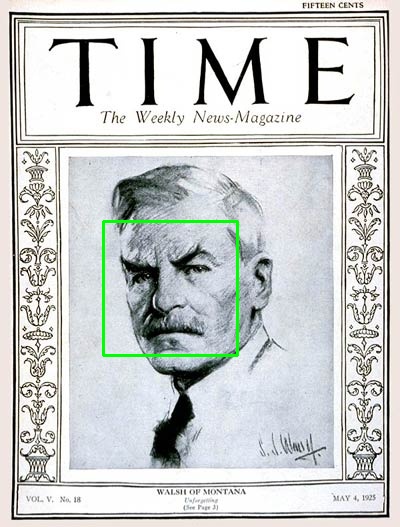 FIFTEEN CENTS
TIME
The Weekly News-Magazine
VOL. V. No. 18
WALSH OF MONTANA
Unforgetting
(See Page 3)
MAY 4, 1925